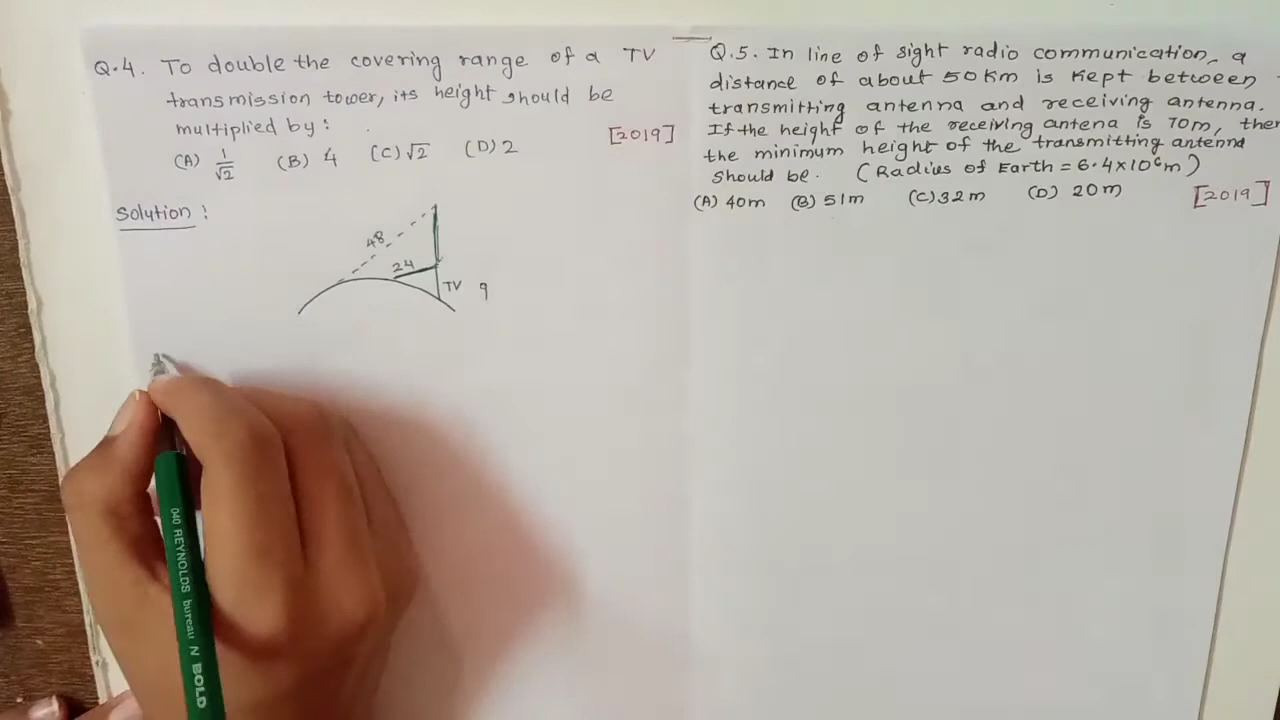 Q.4. To double the covering range of a TV
transmission tower, its height should be
multiplied by:
[2019]
(A) 1/√2 (B) 4 (C) √2 (D) 2
Solution :
48
24
TV 9
Q.5. In line of sight radio communication, a
distance of about 50Km is Kept between
transmitting antenna and receiving antenna.
If the height of the receiving antena is 70m, then
the minimum height of the transmitting antenna
should be. (Radius of Earth = 6.4×10⁶m)
(A) 40m (B) 51m (C) 32m (D) 20m [2019]
040 REYNOLDS bureau N BOLD